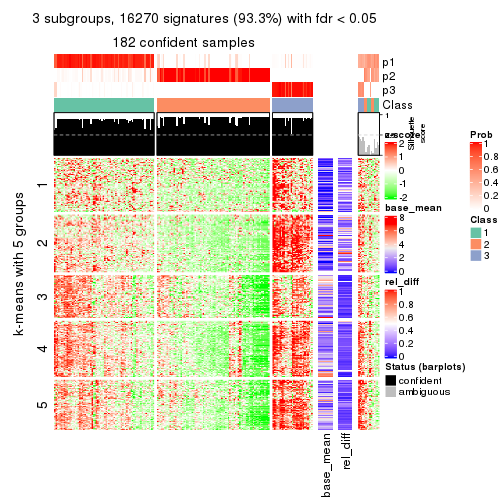 3 subgroups, 16270 signatures (93.3%) with fdr < 0.05
182 confident samples
p1
p2
p3
Class
1
Silhouette
score
k-means with 5 groups
1
2
3
4
5
base_mean
rel_diff
z-score
2
1
0
-1
-2
base_mean
8
6
4
2
0
rel_diff
1
0.8
0.6
0.4
0.2
0
Status (barplots)
confident
ambiguous
Prob
1
0.8
0.6
0.4
0.2
0
Class
1
2
3